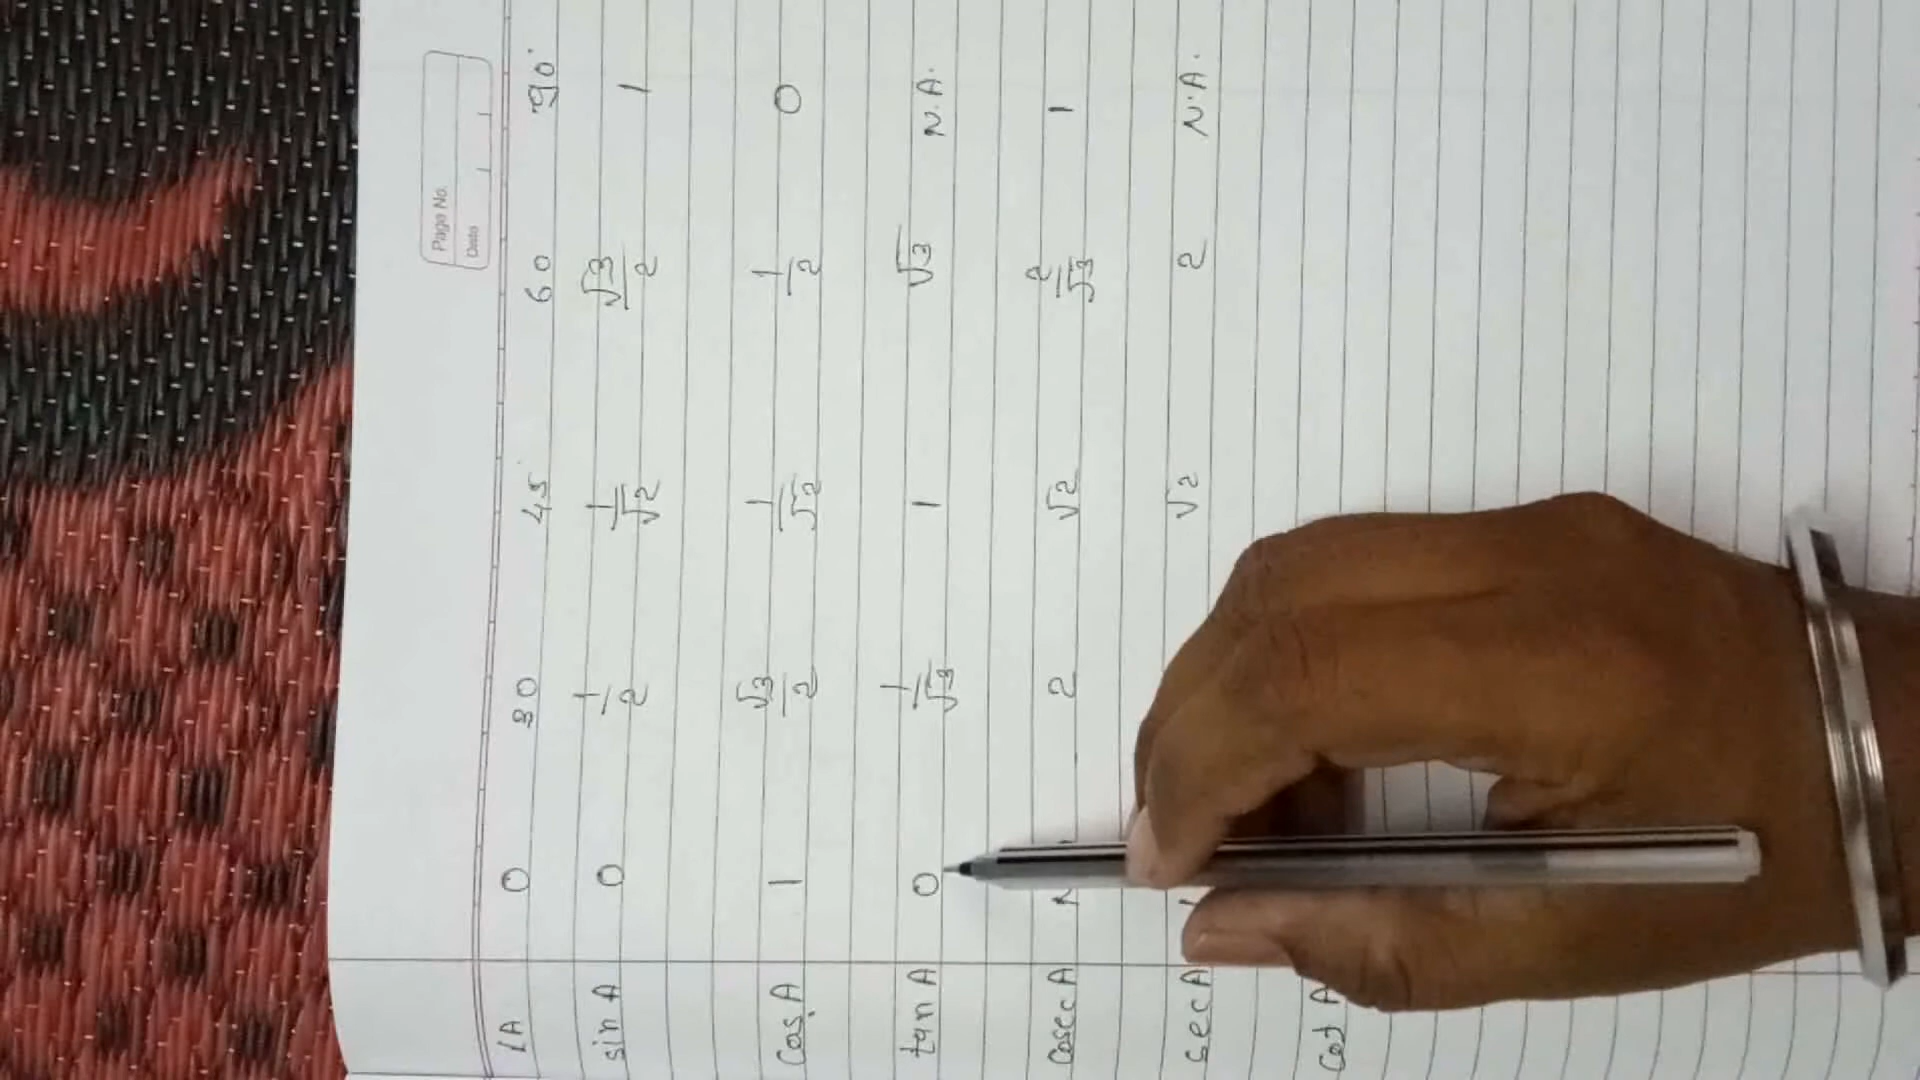 Page No.
Date
∠A 0 30 45° 60 90°
sin A 0 1/2 1/√2 √3/2 1
Cos A 1 √3/2 1/√2 1/2 0
tan A 0 1/√3 1 √3 N.A.
Cosec A 2 √2 2/√3 1
sec A √2 2 N.A.
Cot A